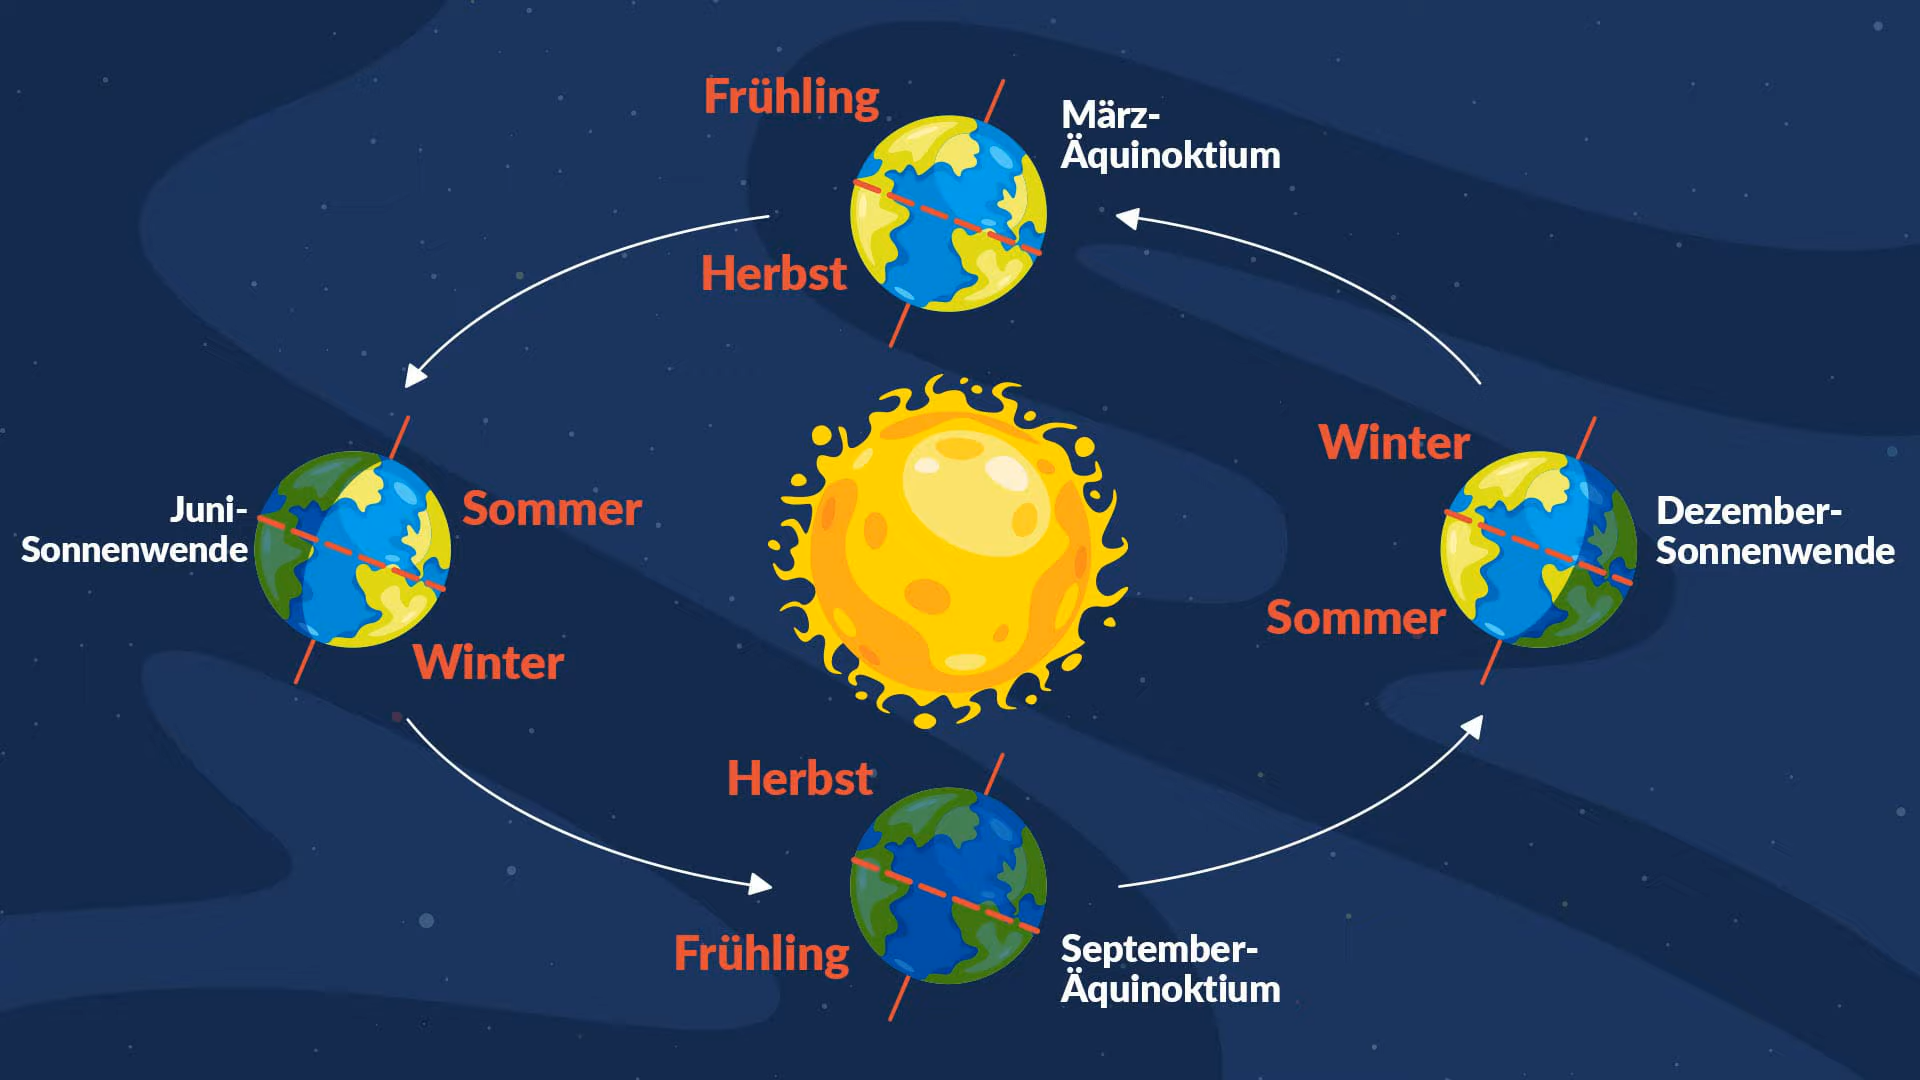 Frühling
März-
Äquinoktium
Herbst
Juni-
Sonnenwende
Sommer
Winter
Winter
Sommer
Dezember-
Sonnenwende
Herbst
Frühling
September-
Äquinoktium